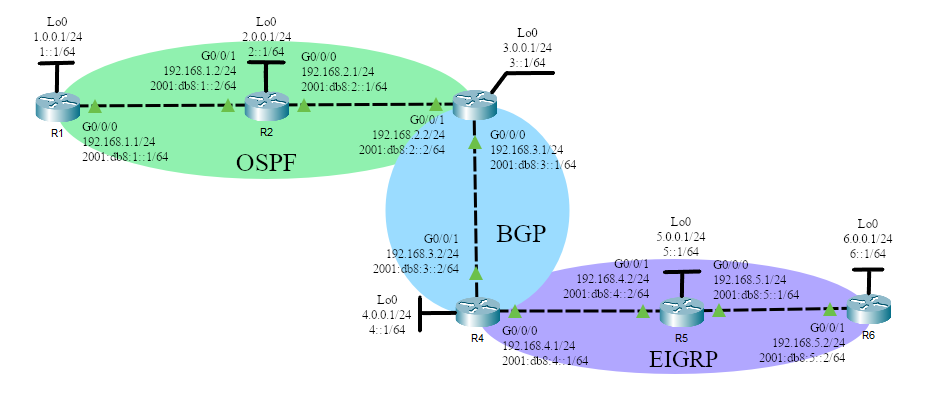 Lo0
1.0.0.1/24
1::1/64
Lo0
2.0.0.1/24
2::1/64
Lo0
3.0.0.1/24
3::1/64
G0/0/1
192.168.1.2/24
2001:db8:1::2/64
G0/0/0
192.168.2.1/24
2001:db8:2::1/64
R1
R2
G0/0/0
192.168.1.1/24
2001:db8:1::1/64
G0/0/1
192.168.2.2/24
2001:db8:2::2/64
G0/0/0
192.168.3.1/24
2001:db8:3::1/64
OSPF
BGP
G0/0/1
192.168.3.2/24
2001:db8:3::2/64
Lo0
5.0.0.1/24
5::1/64
Lo0
6.0.0.1/24
6::1/64
G0/0/1
192.168.4.2/24
2001:db8:4::2/64
G0/0/0
192.168.5.1/24
2001:db8:5::1/64
Lo0
4.0.0.1/24
4::1/64
R4
R5
R6
G0/0/0
192.168.4.1/24
2001:db8:4::1/64
G0/0/1
192.168.5.2/24
2001:db8:5::2/64
EIGRP